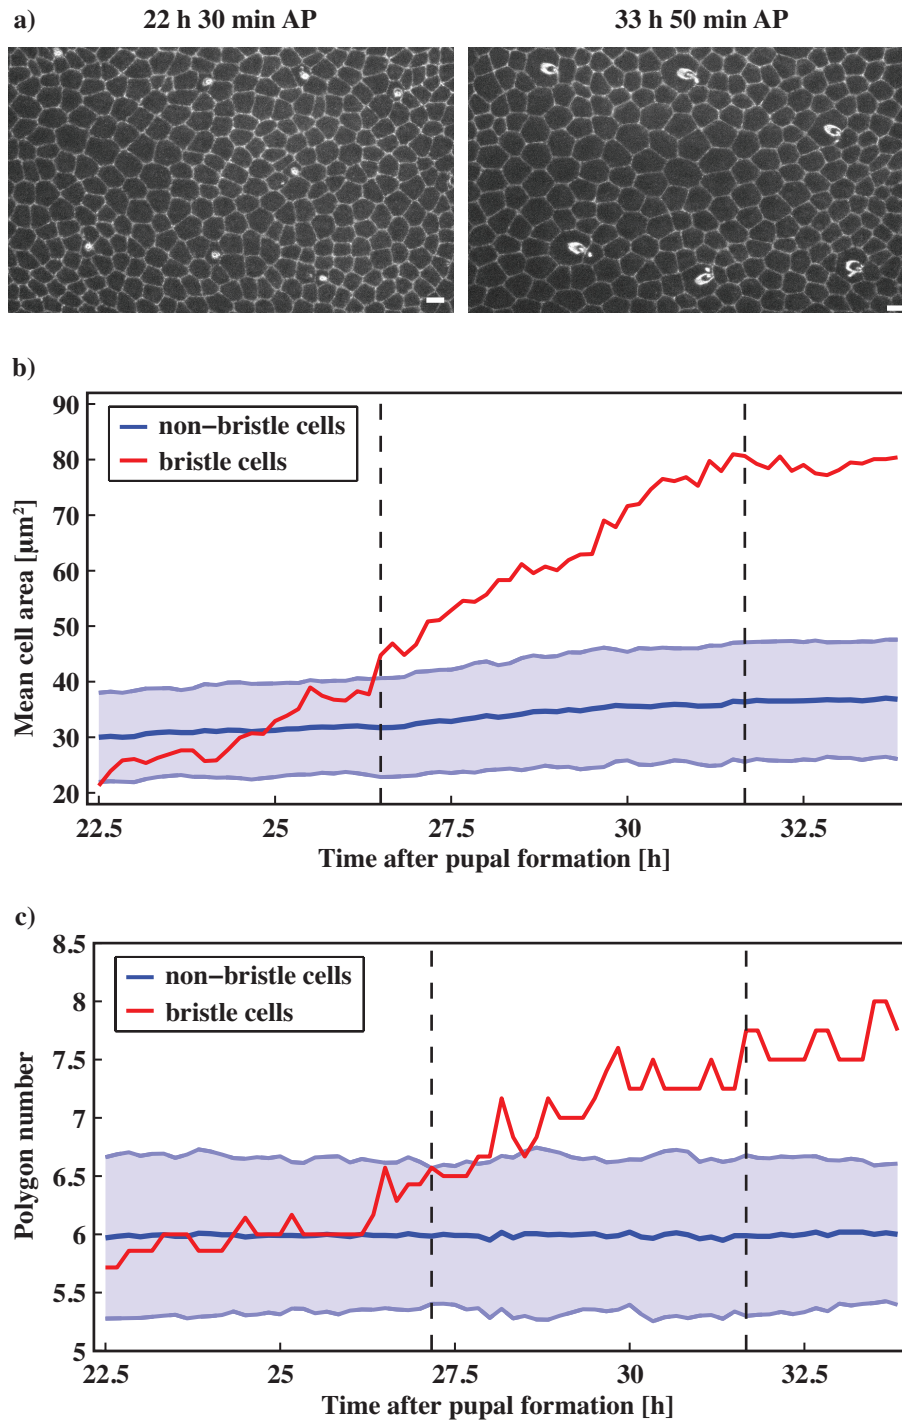 a)
22 h 30 min AP
33 h 50 min AP
b)
90
80
70
60
50
40
30
20
Mean cell area [µm²]
non−bristle cells
bristle cells
22.5
25
27.5
30
32.5
Time after pupal formation [h]
c)
8.5
8
7.5
7
6.5
6
5.5
5
Polygon number
non−bristle cells
bristle cells
22.5
25
27.5
30
32.5
Time after pupal formation [h]